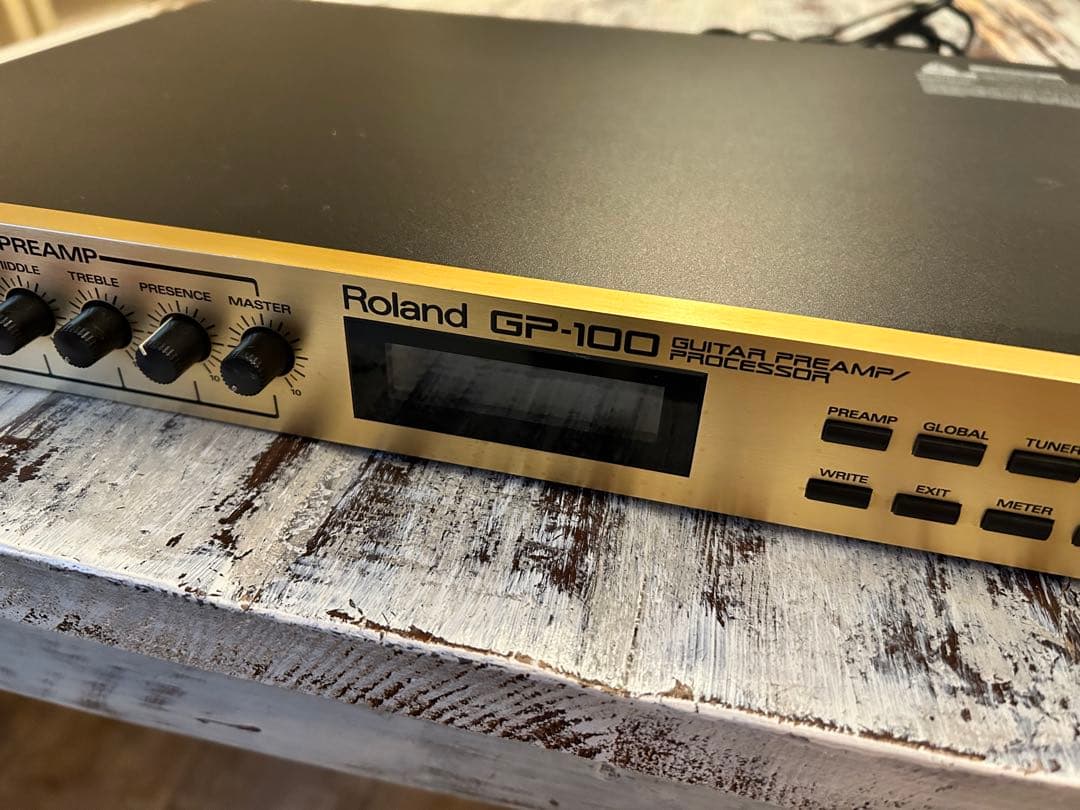 PREAMP
MIDDLE
TREBLE
PRESENCE
MASTER
10
10
Roland GP-100 GUITAR PREAMP/
PROCESSOR
PREAMP
GLOBAL
TUNER
WRITE
EXIT
METER